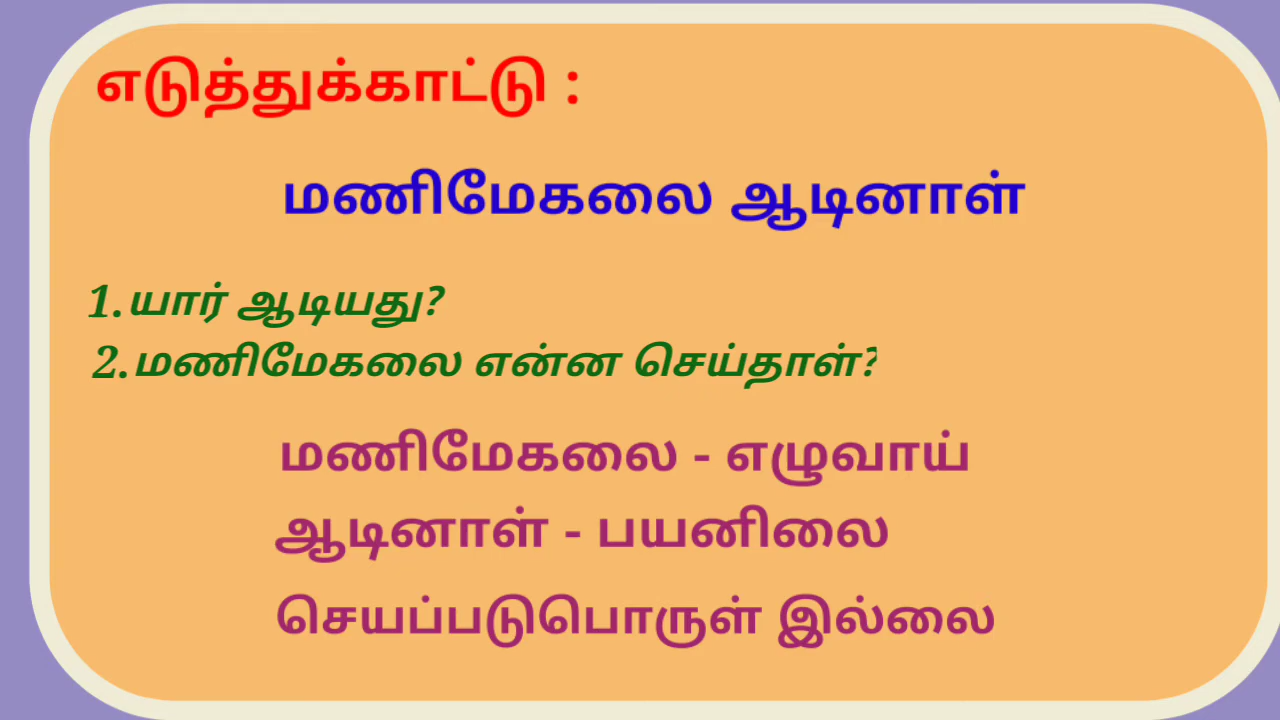 எடுத்துக்காட்டு :
மணிமேகலை ஆடினாள்
1.யார் ஆடியது?
2.மணிமேகலை என்ன செய்தாள்?
மணிமேகலை - எழுவாய்
ஆடினாள் - பயனிலை
செயப்படுபொருள் இல்லை